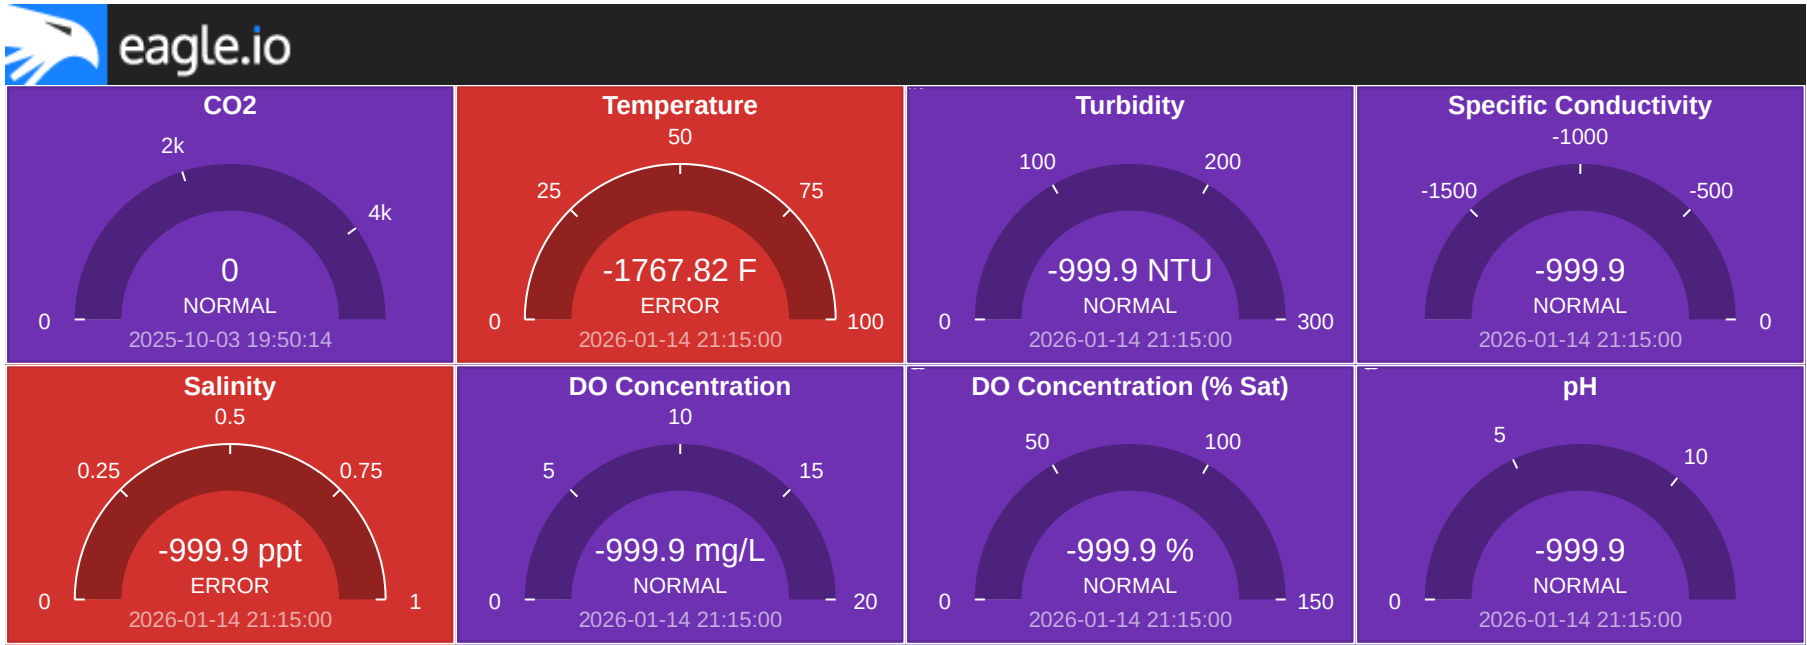 eagle.io
CO2
2k
4k
0
0
NORMAL
2025-10-03 19:50:14
Temperature
50
25
75
-1767.82 F
ERROR
0
100
2026-01-14 21:15:00
Turbidity
100
200
-999.9 NTU
NORMAL
0
300
2026-01-14 21:15:00
Specific Conductivity
-1000
-1500
-500
-999.9
NORMAL
0
2026-01-14 21:15:00
Salinity
0.5
0.25
0.75
-999.9 ppt
ERROR
0
1
2026-01-14 21:15:00
DO Concentration
10
5
15
-999.9 mg/L
NORMAL
0
20
2026-01-14 21:15:00
DO Concentration (% Sat)
50
100
-999.9 %
NORMAL
0
150
2026-01-14 21:15:00
pH
5
10
-999.9
NORMAL
0
2026-01-14 21:15:00